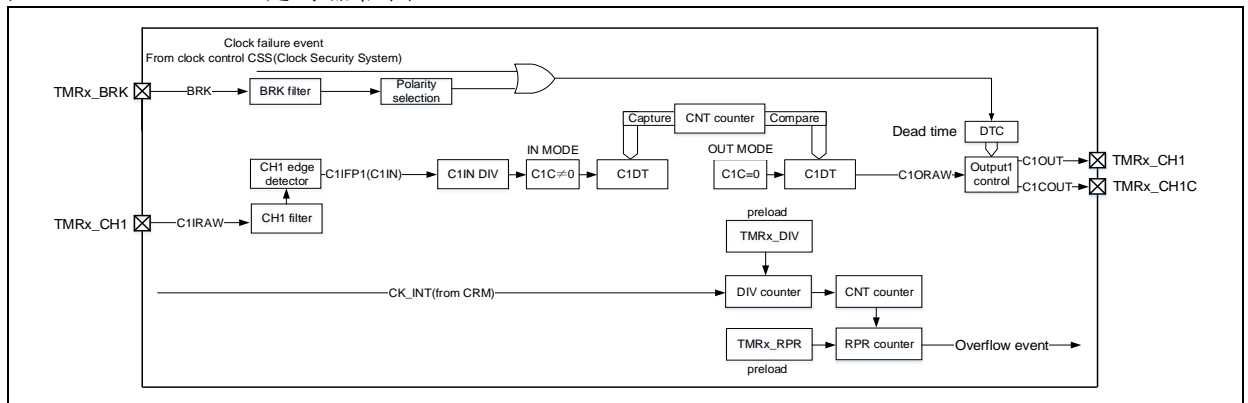 Clock failure event
From clock control CSS(Clock Security System)
TMRx_BRK
BRK
BRK filter
Polarity
selection
Capture
CNT counter
Compare
Dead time
DTC
IN MODE
OUT MODE
CH1 edge
detector
C1IFP1(C1IN)
C1IN DIV
C1C≠0
C1DT
C1C=0
C1DT
C1ORAW
Output1
control
C1OUT
TMRx_CH1
C1COUT
TMRx_CH1C
TMRx_CH1
C1IRAW
CH1 filter
preload
TMRx_DIV
CK_INT(from CRM)
DIV counter
CNT counter
TMRx_RPR
RPR counter
Overflow event
preload